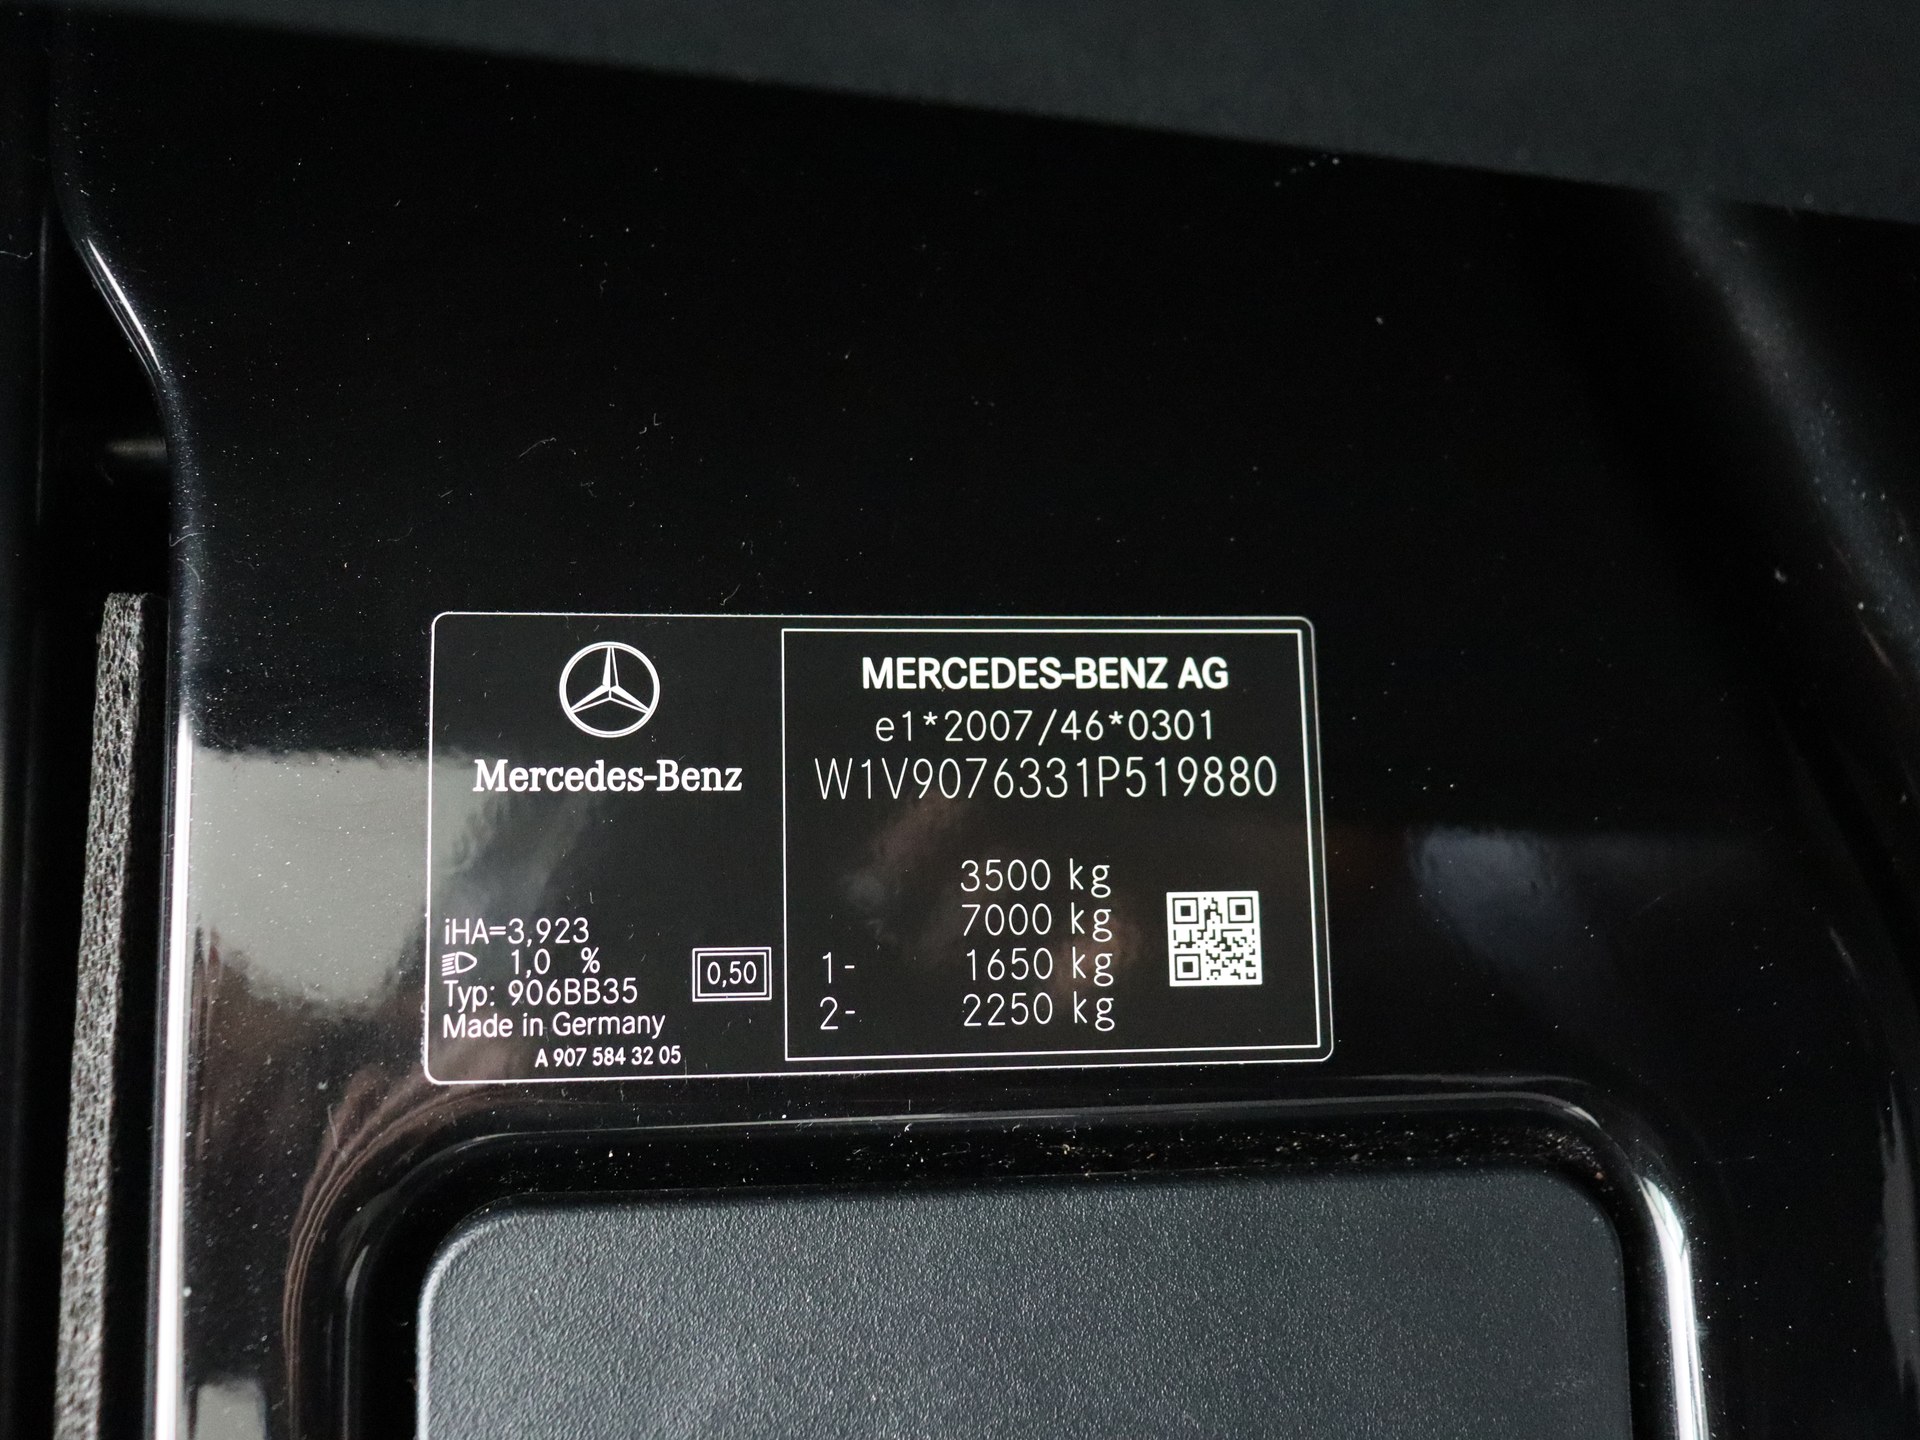 Mercedes-Benz
iHA=3,923
1,0 %
Typ: 906BB35
Made in Germany
A 907 584 32 05
0,50
MERCEDES-BENZ AG
e1*2007/46*0301
W1V9076331P519880
3500 kg
7000 kg
1- 1650 kg
2- 2250 kg